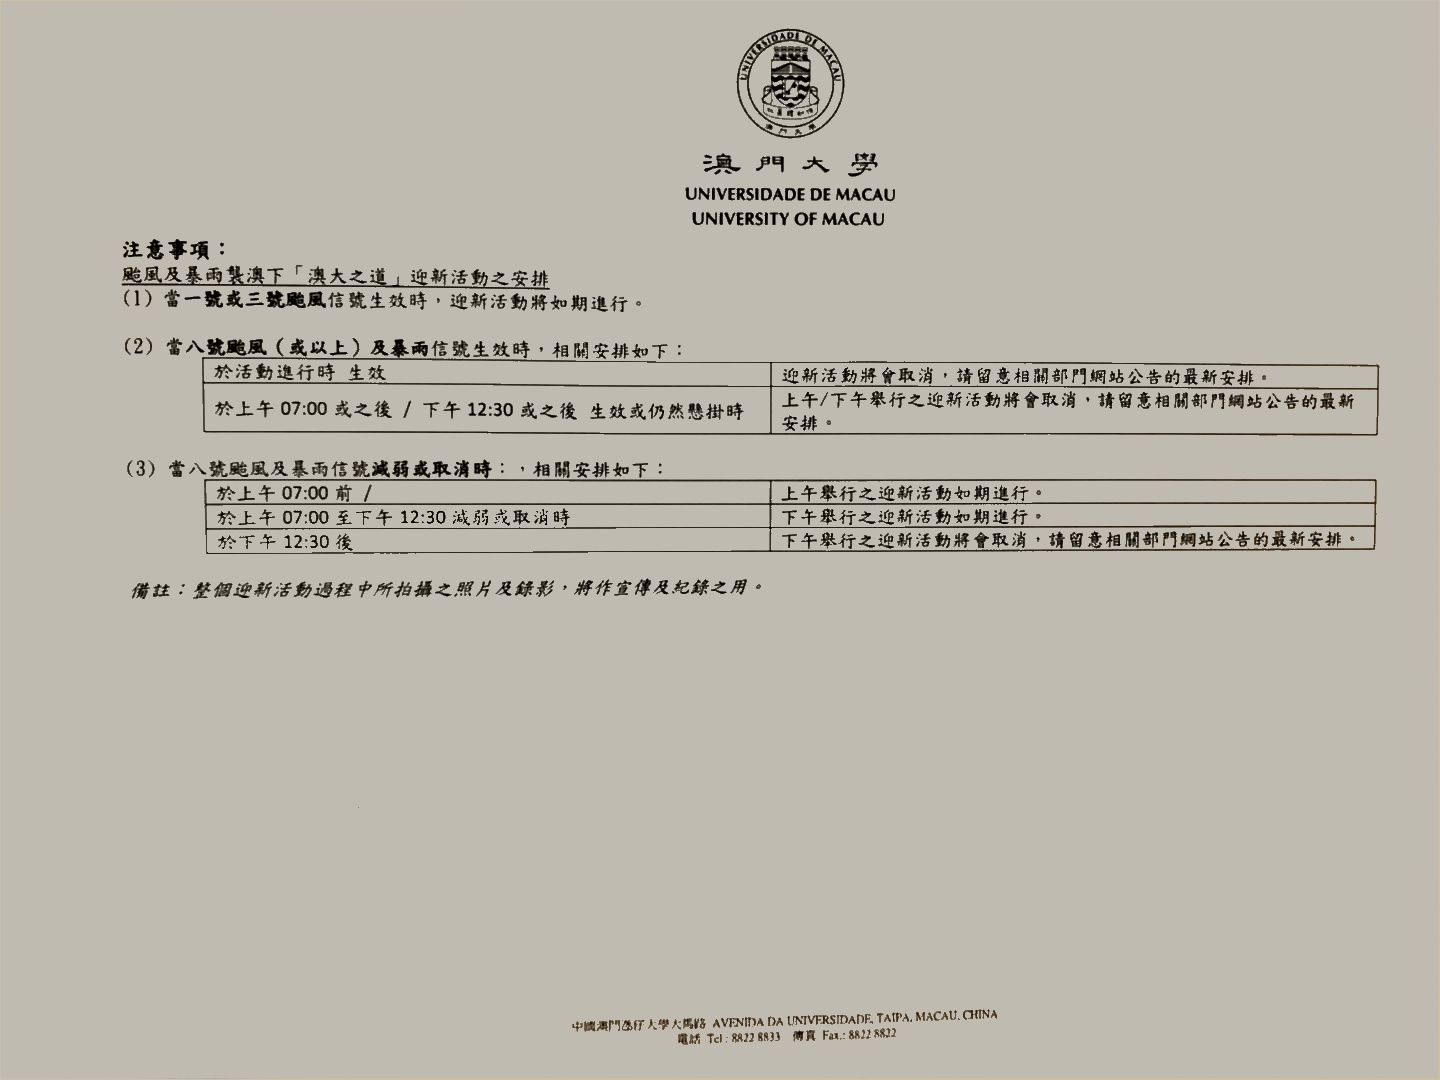 UNIVERSIDADE DE MACAU
澳門大學
澳門大學
UNIVERSIDADE DE MACAU
UNIVERSITY OF MACAU
注意事項：
颱風及暴雨襲澳下「澳大之道」迎新活動之安排
(1) 當一號或三號颱風信號生效時，迎新活動將如期進行。
(2) 當八號颱風（或以上）及暴雨信號生效時，相關安排如下：
於活動進行時 生效 迎新活動將會取消，請留意相關部門網站公告的最新安排。
於上午 07:00 或之後 / 下午 12:30 或之後 生效或仍然懸掛時 上午/下午舉行之迎新活動將會取消，請留意相關部門網站公告的最新
安排。
(3) 當八號颱風及暴雨信號減弱或取消時：，相關安排如下：
於上午 07:00 前 / 上午舉行之迎新活動如期進行。
於上午 07:00 至下午 12:30 減弱或取消時 下午舉行之迎新活動如期進行。
於下午 12:30 後 下午舉行之迎新活動將會取消，請留意相關部門網站公告的最新安排。
備註：整個迎新活動過程中所拍攝之照片及錄影，將作宣傳及紀錄之用。
中國澳門氹仔大學大馬路 AVENIDA DA UNIVERSIDADE, TAIPA, MACAU, CHINA
電話 Tel : 8822 8833 傳真 Fax.: 8822 8822